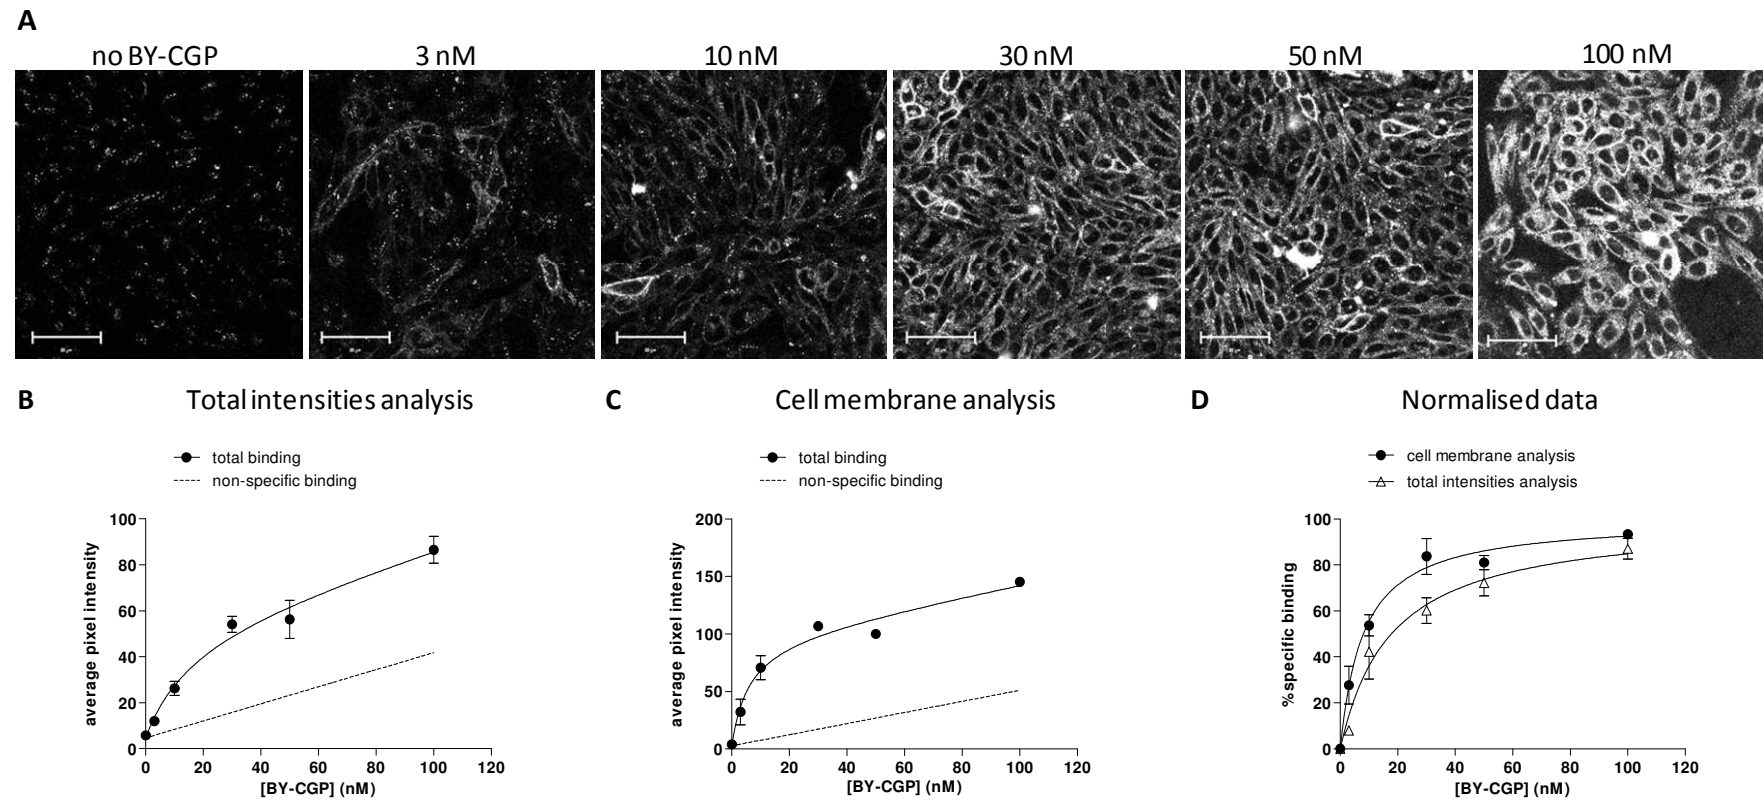 A
no BY-CGP 3 nM 10 nM 30 nM 50 nM 100 nM
B Total intensities analysis
total binding
non-specific binding
average pixel intensity
100
80
60
40
20
0
0 20 40 60 80 100 120
[BY-CGP] (nM)
C Cell membrane analysis
total binding
non-specific binding
average pixel intensity
200
150
100
50
0
0 20 40 60 80 100 120
[BY-CGP] (nM)
D Normalised data
cell membrane analysis
total intensities analysis
%specific binding
100
80
60
40
20
0
0 20 40 60 80 100 120
[BY-CGP] (nM)